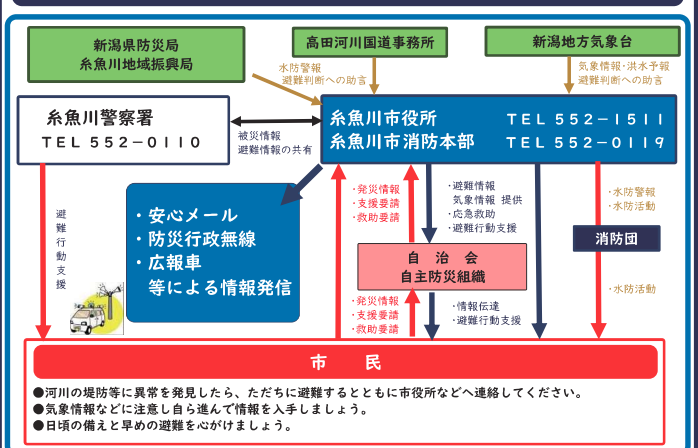 新潟県防災局
糸魚川地域振興局
高田河川国道事務所
新潟地方気象台
水防警報
避難判断への助言
気象情報・洪水予報
避難判断への助言
糸魚川警察署
TEL 552-0110
被災情報
避難情報の共有
糸魚川市役所 TEL 552-1511
糸魚川市消防本部 TEL 552-0119
避難行動支援
・安心メール
・防災行政無線
・広報車
等による情報発信
・発災情報
・支援要請
・救助要請
・避難情報
気象情報 提供
・応急救助
・避難行動支援
・水防警報
・水防活動
消防団
・水防活動
自治会
自主防災組織
・発災情報
・支援要請
・救助要請
・情報伝達
・避難行動支援
市 民
●河川の堤防等に異常を発見したら、ただちに避難するとともに市役所などへ連絡してください。
●気象情報などに注意し自ら進んで情報を入手しましょう。
●日頃の備えと早めの避難を心がけましょう。